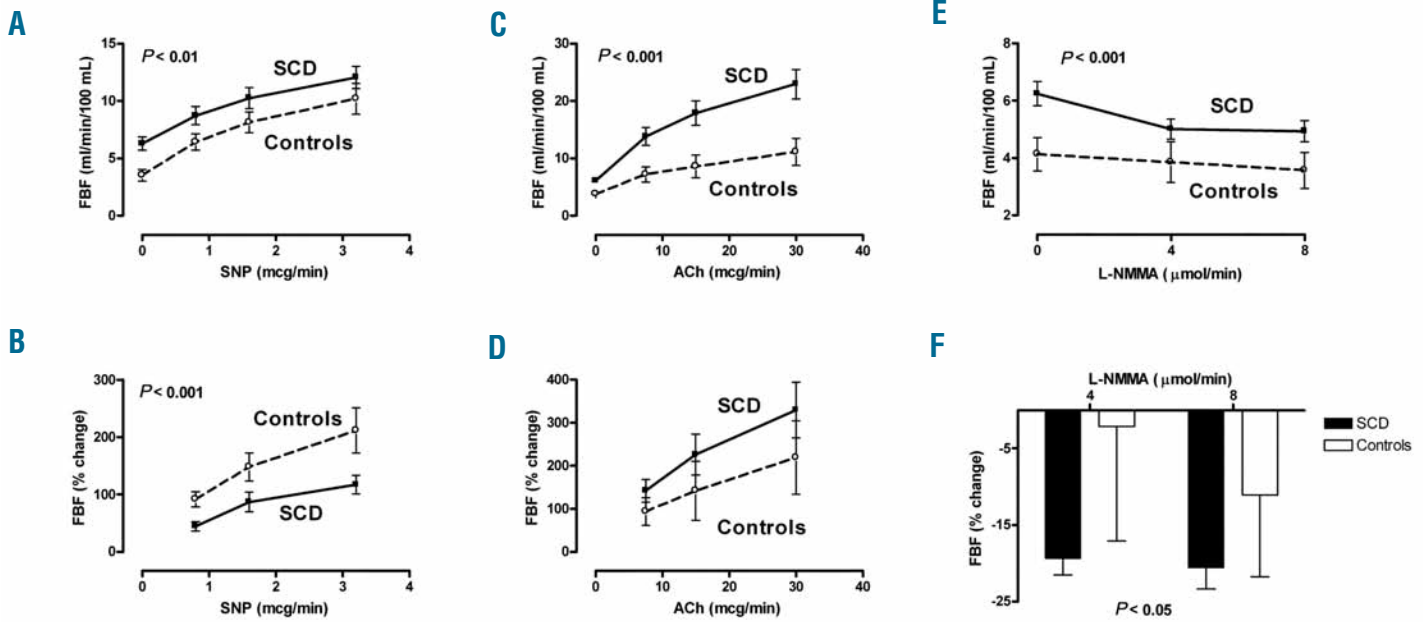 A
P < 0.01
SCD
Controls
FBF (ml/min/100 mL)
15
10
5
0
0 1 2 3 4
SNP (mcg/min)
B
P < 0.001
Controls
SCD
FBF (% change)
300
200
100
0
0 1 2 3 4
SNP (mcg/min)
C
P < 0.001
SCD
Controls
FBF (ml/min/100 mL)
30
20
10
0
0 10 20 30 40
ACh (mcg/min)
D
SCD
Controls
FBF (% change)
400
300
200
100
0
0 10 20 30 40
ACh (mcg/min)
E
P < 0.001
SCD
Controls
FBF (ml/min/100 mL)
8
6
4
2
0 4 8
L-NMMA ( μmol/min)
F
L-NMMA ( μmol/min)
4 8
FBF (% change)
-5
-15
-25
SCD
Controls
P < 0.05